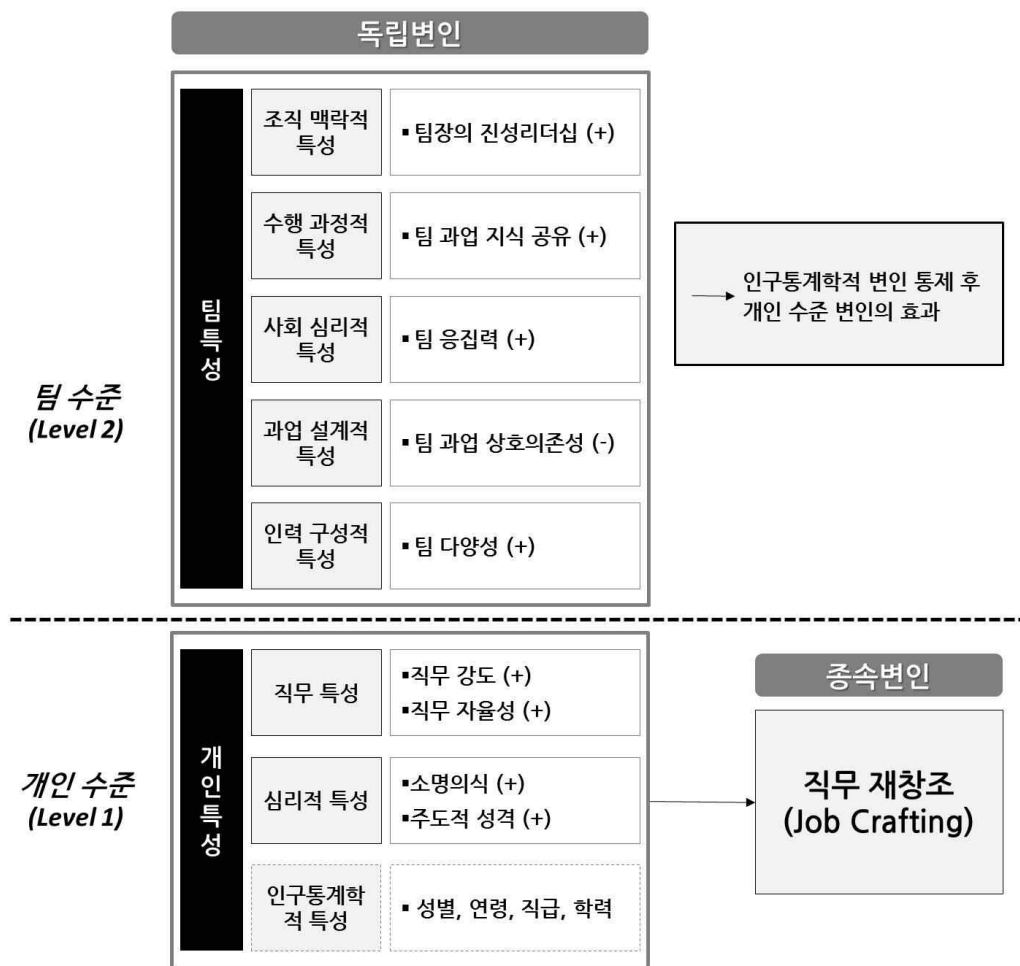 독립변인
팀특성
조직 맥락적
특성
▪ 팀장의 진성리더십 (+)
수행 과정적
특성
▪ 팀 과업 지식 공유 (+)
사회 심리적
특성
▪ 팀 응집력 (+)
과업 설계적
특성
▪ 팀 과업 상호의존성 (-)
인력 구성적
특성
▪ 팀 다양성 (+)
인구통계학적 변인 통제 후
개인 수준 변인의 효과
팀 수준
(Level 2)
개인특성
직무 특성
▪직무 강도 (+)
▪직무 자율성 (+)
심리적 특성
▪소명의식 (+)
▪주도적 성격 (+)
인구통계학
적 특성
▪ 성별, 연령, 직급, 학력
개인 수준
(Level 1)
종속변인
직무 재창조
(Job Crafting)